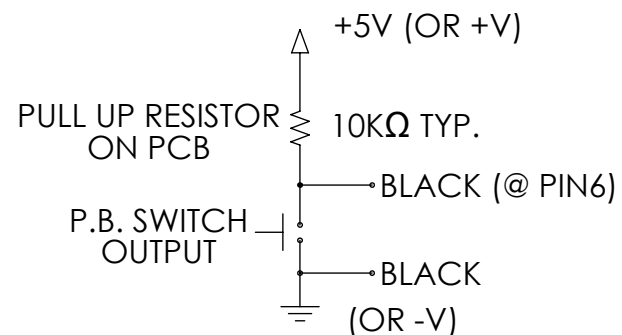 +5V (OR +V)
PULL UP RESISTOR
ON PCB
10KΩ TYP.
BLACK (@ PIN6)
P.B. SWITCH
OUTPUT
BLACK
(OR -V)